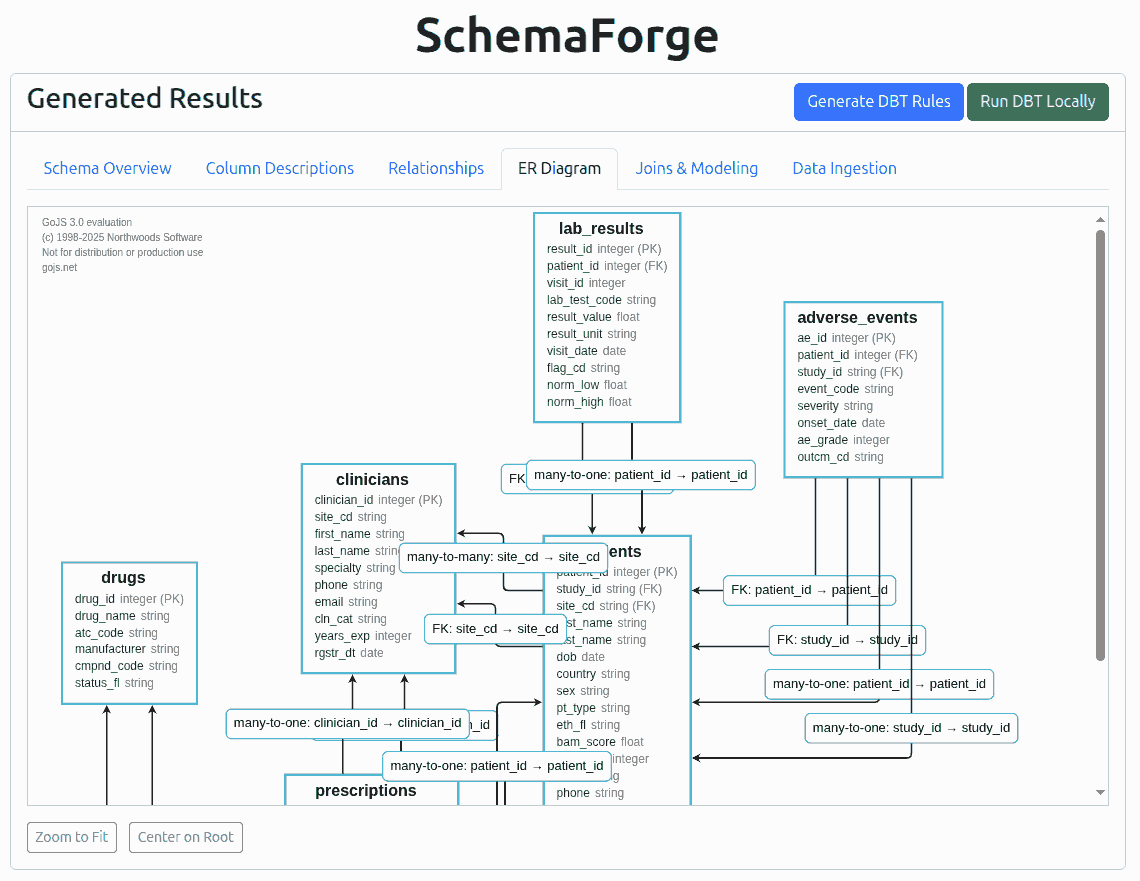 SchemaForge
Generated Results
Generate DBT Rules
Run DBT Locally
Schema Overview
Column Descriptions
Relationships
ER Diagram
Joins & Modeling
Data Ingestion
GoJS 3.0 evaluation
(c) 1998-2025 Northwoods Software
Not for distribution or production use
gojs.net
lab_results
result_id integer (PK)
patient_id integer (FK)
visit_id integer
lab_test_code string
result_value float
result_unit string
visit_date date
flag_cd string
norm_low float
norm_high float
adverse_events
ae_id integer (PK)
patient_id integer (FK)
study_id string (FK)
event_code string
severity string
onset_date date
ae_grade integer
outcm_cd string
FK
many-to-one: patient_id → patient_id
clinicians
clinician_id integer (PK)
site_cd string
first_name string
last_name string
specialty string
phone string
email string
cln_cat string
years_exp integer
rgstr_dt date
many-to-many: site_cd → site_cd
FK: site_cd → site_cd
drugs
drug_id integer (PK)
drug_name string
atc_code string
manufacturer string
cmpnd_code string
status_fl string
ents
patient_id integer (PK)
study_id string (FK)
site_cd string (FK)
st_name string
st_name string
dob date
country string
sex string
pt_type string
eth_fl string
bam_score float
integer
phone string
FK: patient_id → patient_id
FK: study_id → study_id
many-to-one: patient_id → patient_id
many-to-one: study_id → study_id
many-to-one: clinician_id → clinician_id
_id
many-to-one: patient_id → patient_id
prescriptions
Zoom to Fit
Center on Root